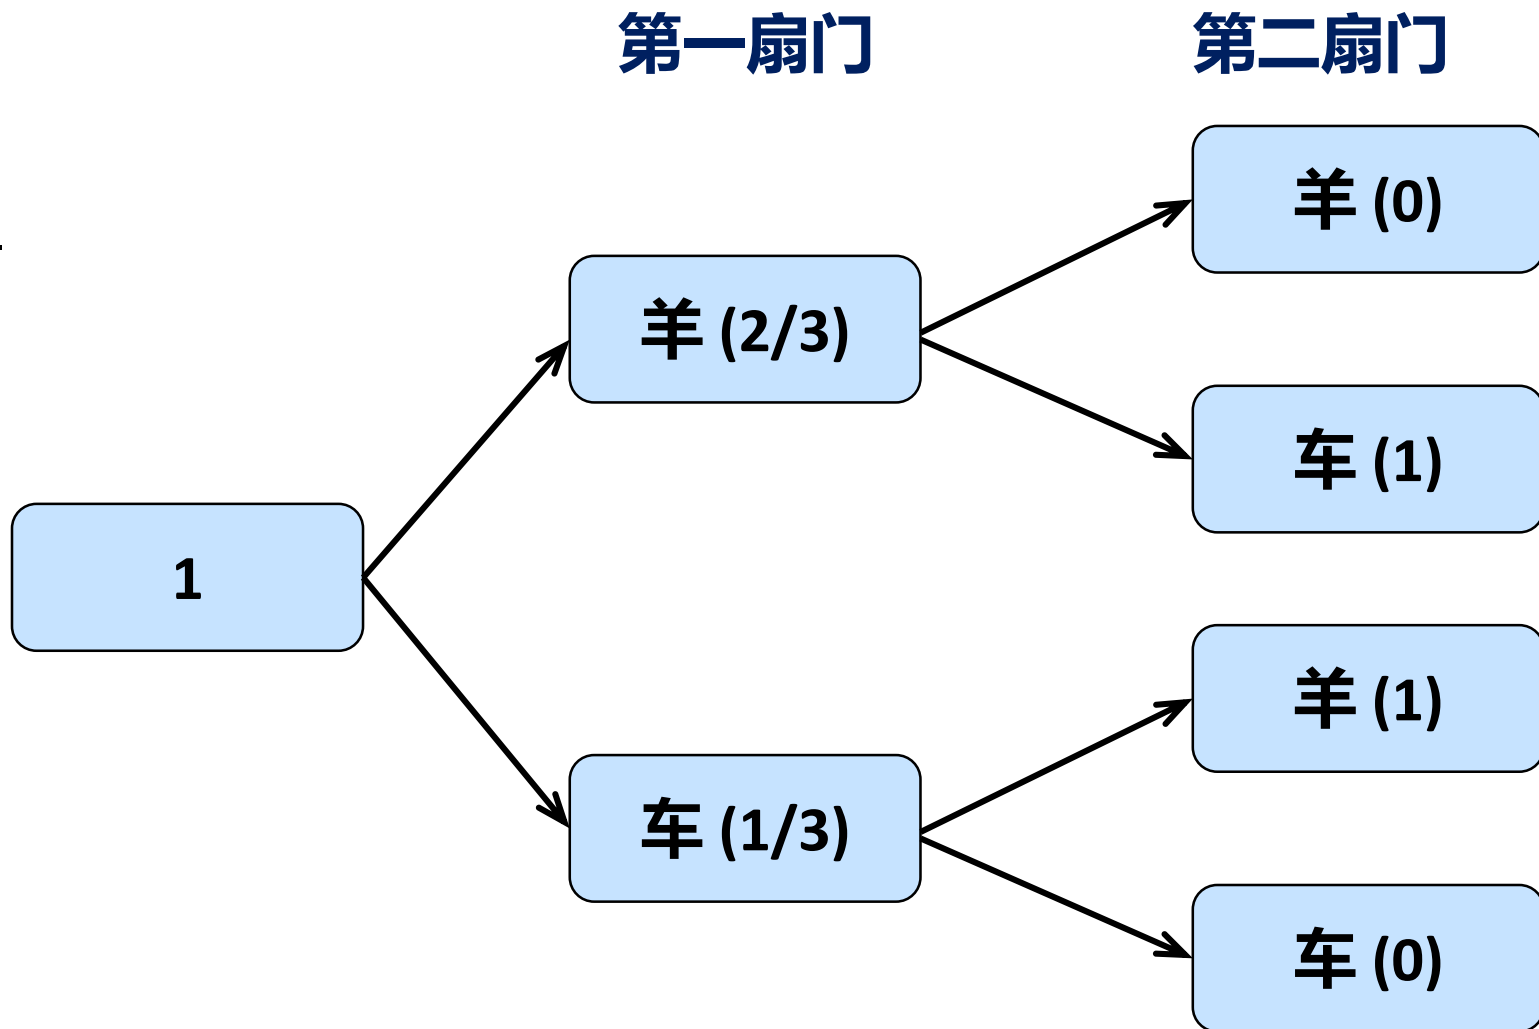 第一扇门 第二扇门
羊 (0)
羊 (2/3)
车 (1)
1
羊 (1)
车 (1/3)
车 (0)